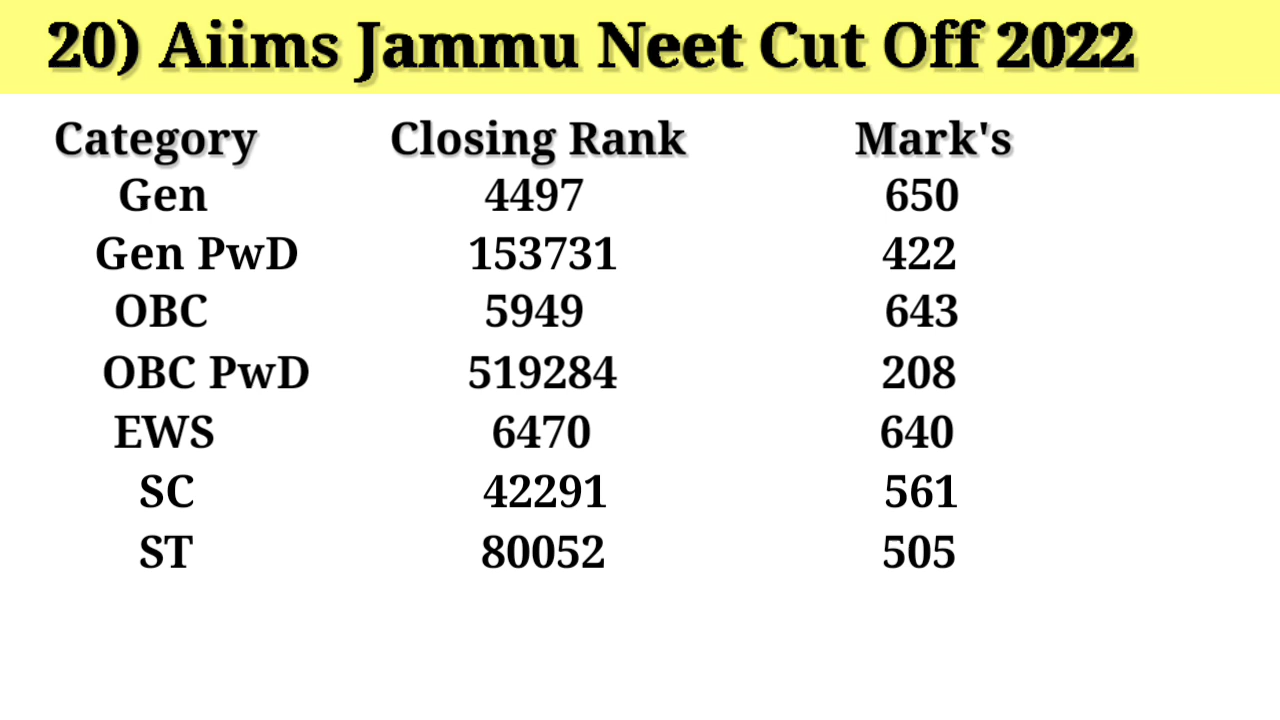 20) Aiims Jammu Neet Cut Off 2022
Category Closing Rank Mark's
Gen 4497 650
Gen PwD 153731 422
OBC 5949 643
OBC PwD 519284 208
EWS 6470 640
SC 42291 561
ST 80052 505